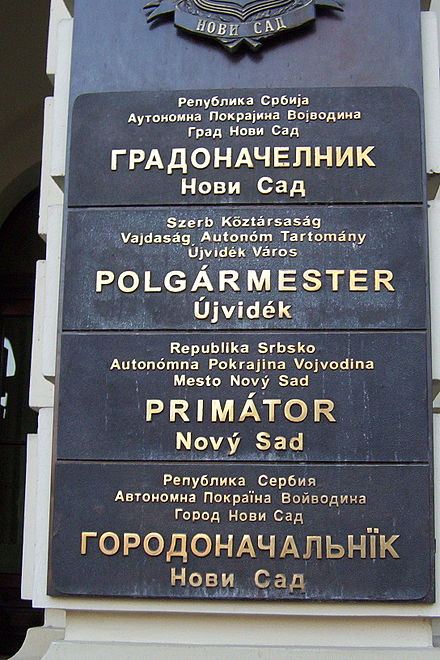 НОВИ САД
Република Србија
Аутономна Покрајина Војводина
Град Нови Сад
ГРАДОНАЧЕЛНИК
Нови Сад
Szerb Köztársaság
Vajdaság Autonóm Tartomány
Újvidék Város
POLGÁRMESTER
Újvidék
Republika Srbsko
Autonómna Pokrajina Vojvodina
Mesto Nový Sad
PRIMÁTOR
Nový Sad
Република Сербия
Автономна Покраїна Войводина
Город Нови Сад
ГОРОДОНАЧАЛЬНЇК
Нови Сад